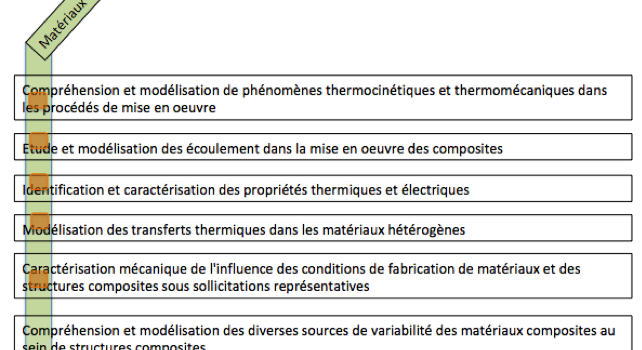 Matériaux
Compréhension et modélisation de phénomènes thermocinétiques et thermomécaniques dans
les procédés de mise en oeuvre
Etude et modélisation des écoulement dans la mise en oeuvre des composites
Identification et caractérisation des propriétés thermiques et électriques
Modélisation des transferts thermiques dans les matériaux hétérogènes
Caractérisation mécanique de l'influence des conditions de fabrication de matériaux et des
structures composites sous sollicitations représentatives
Compréhension et modélisation des diverses sources de variabilité des matériaux composites au
sein de structures composites